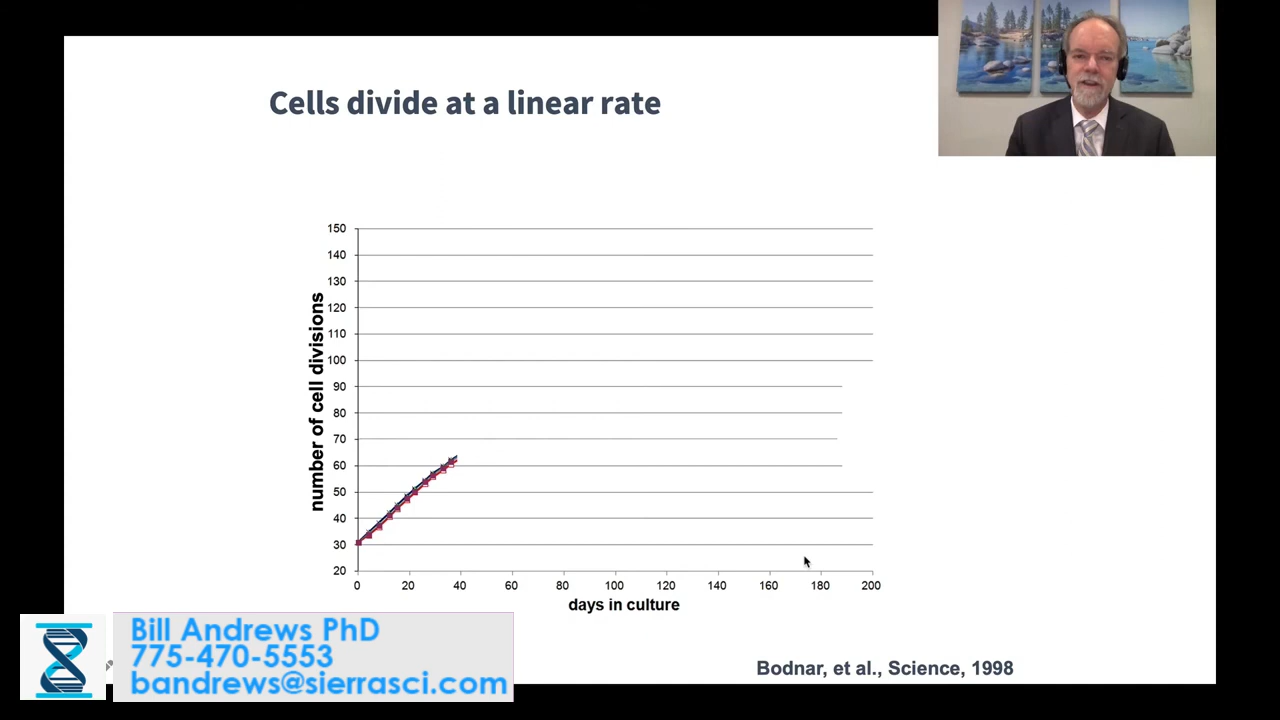 Cells divide at a linear rate
150
140
130
120
110
100
90
80
70
60
50
40
30
20
number of cell divisions
0 20 40 60 80 100 120 140 160 180 200
days in culture
Bill Andrews PhD
775-470-5553
bandrews@sierrasci.com
Bodnar, et al., Science, 1998